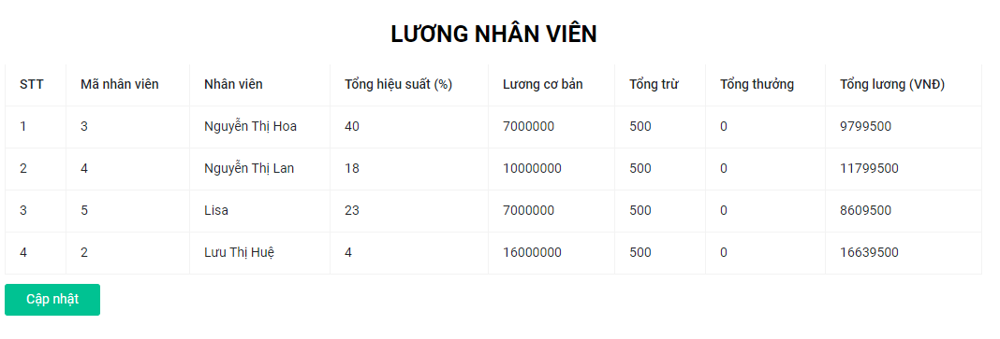 LƯƠNG NHÂN VIÊN
STT Mã nhân viên Nhân viên Tổng hiệu suất (%) Lương cơ bản Tổng trừ Tổng thưởng Tổng lương (VNĐ)
1 3 Nguyễn Thị Hoa 40 7000000 500 0 9799500
2 4 Nguyễn Thị Lan 18 10000000 500 0 11799500
3 5 Lisa 23 7000000 500 0 8609500
4 2 Lưu Thị Huệ 4 16000000 500 0 16639500
Cập nhật